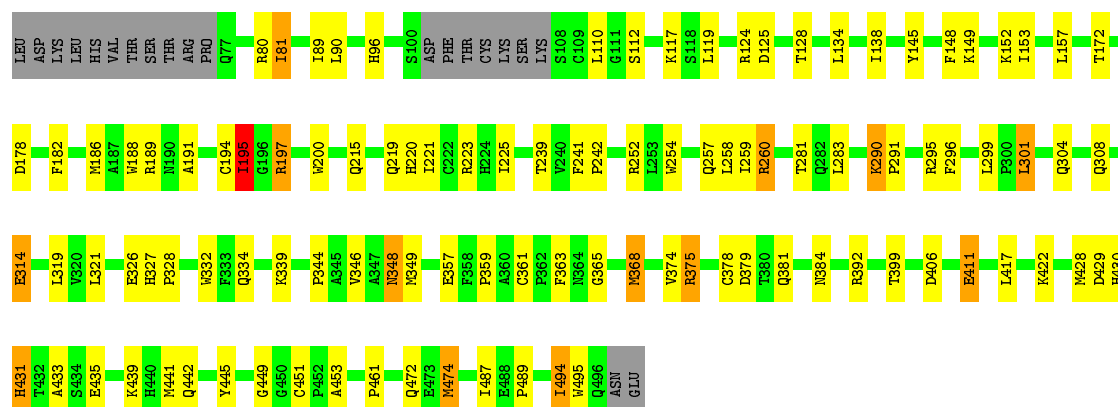 LEU ASP LYS LEU HIS VAL THR SER THR ARG PRO Q77 R80 I81 I89 L90 H96 S100 ASP PHE THR CYS LYS SER LYS S108 C109 L110 G111 S112 K117 S118 L119 R124 D125 T128 L134 I138 Y145 F148 K149 K152 I153 L157 T172
D178 F182 M186 A187 W188 R189 N190 A191 C194 I195 G196 R197 W200 Q215 Q219 H220 I221 C222 R223 H224 I225 T239 V240 F241 P242 R252 L253 W254 Q257 L258 I259 R260 T281 Q282 L283 K290 P291 R295 F296 L299 P300 L301 Q304 Q308
E314 L319 V320 L321 E326 H327 P328 W332 F333 Q334 K339 P344 A345 V346 A347 N348 M349 E357 F358 P359 A360 C361 P362 F363 N364 G365 M368 V374 R375 C378 D379 T380 Q381 N384 R392 T399 D406 E411 L417 K422 M428 D429 H430
H431 T432 A433 S434 E435 K439 H440 M441 Q442 Y445 G449 G450 C451 P452 A453 P461 Q472 E473 M474 I487 E488 P489 I494 W495 Q496 ASN GLU